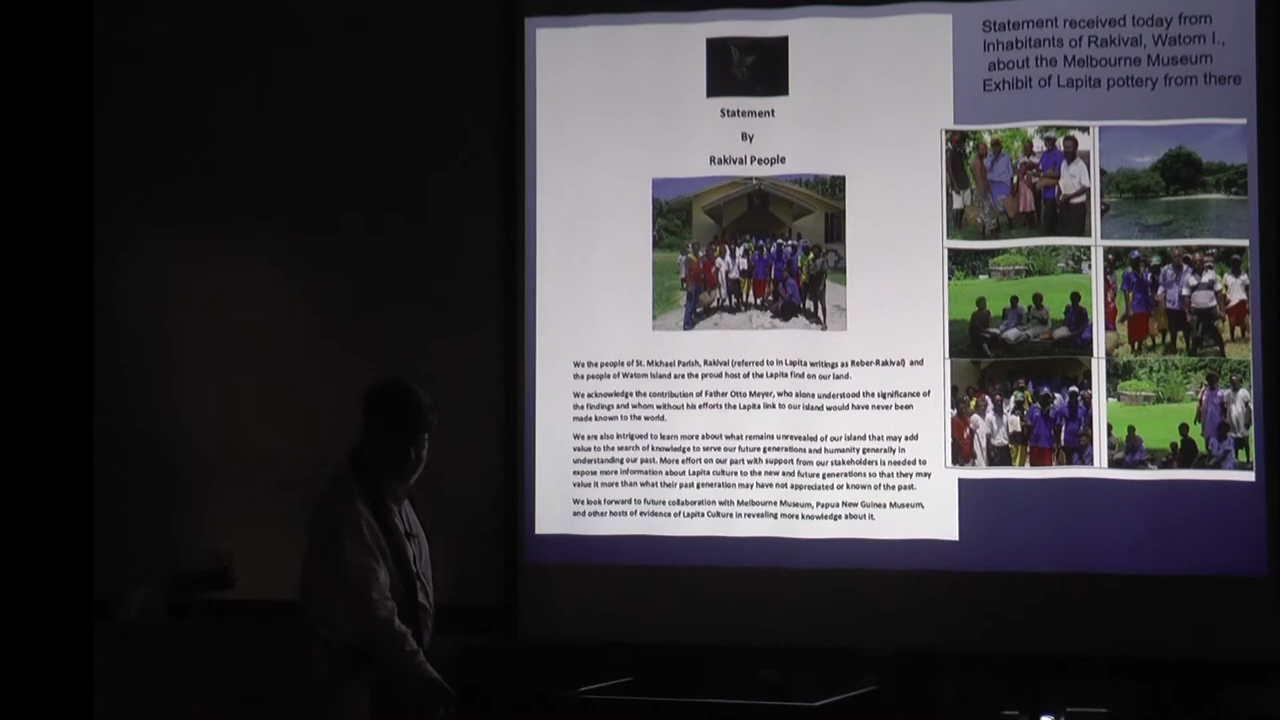 Statement
By
Rakival People
We the people of St. Michael Parish, Rakival (referred to in Lapita writings as Reber-Rakival) and
the people of Watom Island are the proud host of the Lapita find on our land.
We acknowledge the contribution of Father Otto Meyer, who alone understood the significance of
the findings and whom without his efforts the Lapita link to our island would have never been
made known to the world.
We are also intrigued to learn more about what remains unrevealed of our island that may add
value to the search of knowledge to serve our future generations and humanity generally in
understanding our past. More effort on our part with support from our stakeholders is needed to
expose more information about Lapita culture to the new and future generations so that they may
value it more than what their past generation may have not appreciated or known of the past.
We look forward to future collaboration with Melbourne Museum, Papua New Guinea Museum,
and other hosts of evidence of Lapita Culture in revealing more knowledge about it.
Statement received today from
Inhabitants of Rakival, Watom I.,
about the Melbourne Museum
Exhibit of Lapita pottery from there